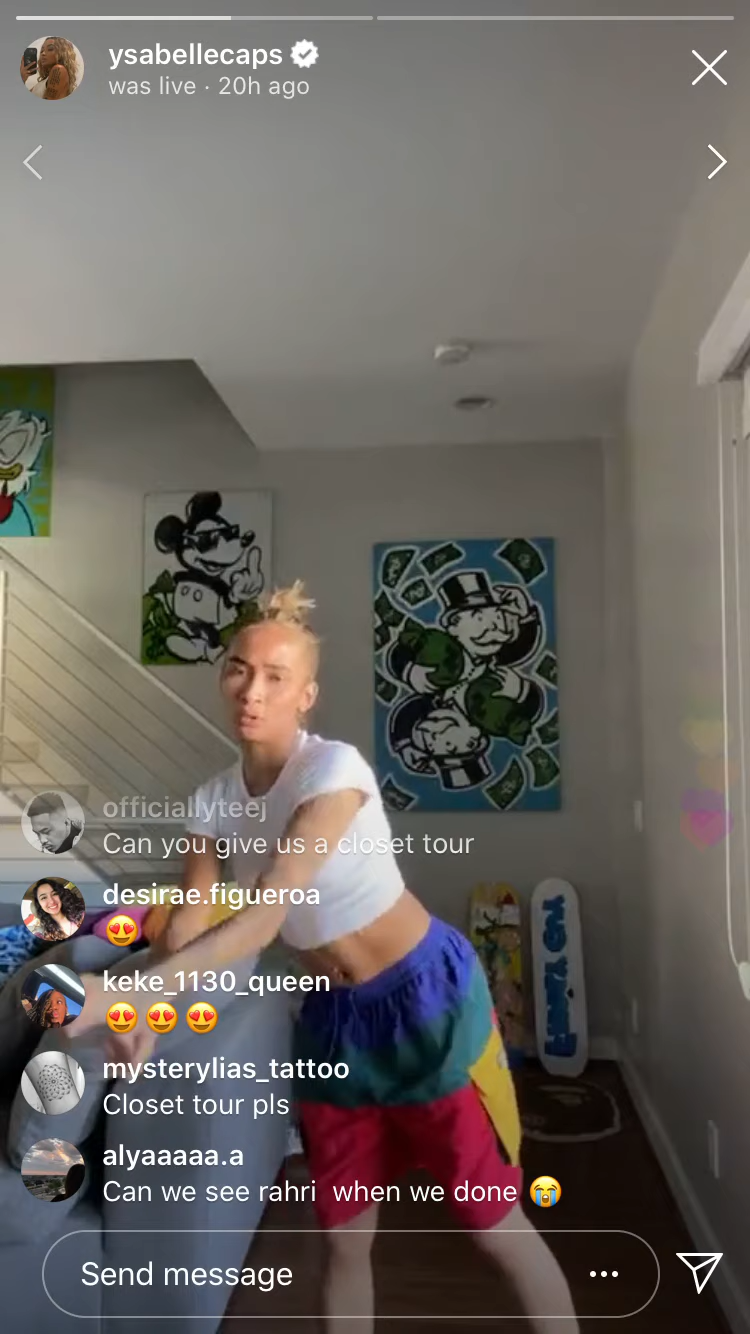 ysabellecaps
was live · 20h ago
officiallyteej
Can you give us a closet tour
desirae.figueroa
😍
keke_1130_queen
😍 😍 😍
mysterylias_tattoo
Closet tour pls
alyaaaaa.a
Can we see rahri  when we done 😭
Send message